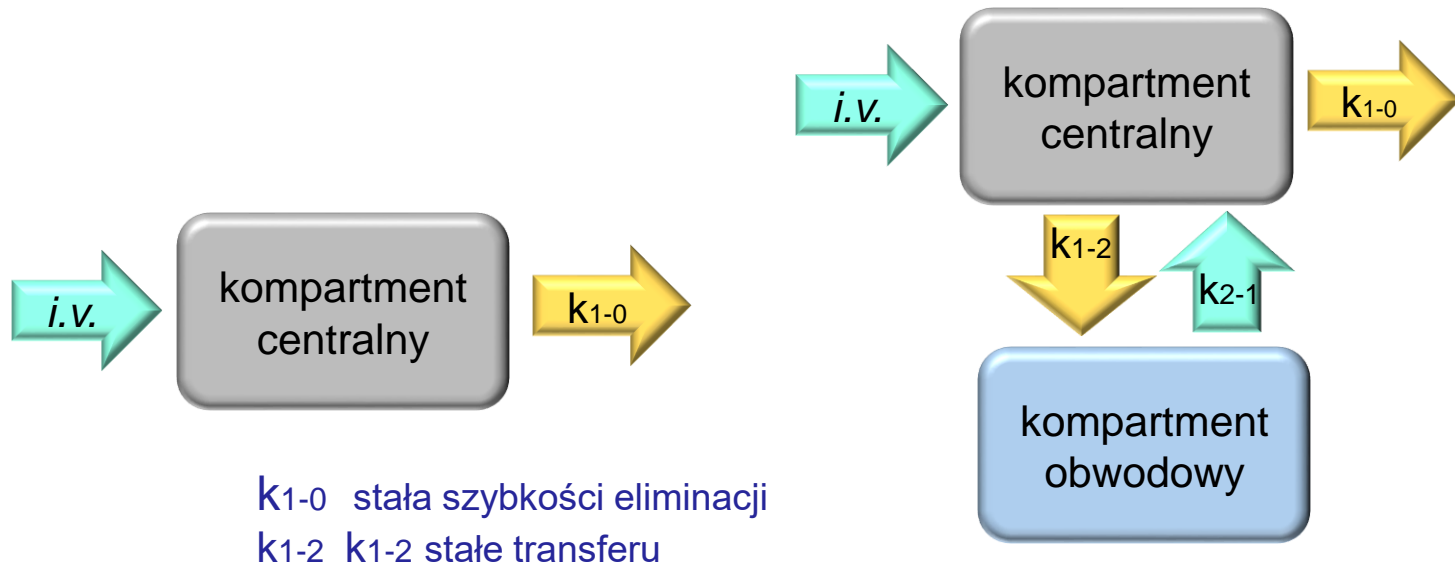 i.v.
kompartment
centralny
k1-0
i.v.
kompartment
centralny
k1-0
k1-2
k2-1
kompartment
obwodowy
k1-0 stała szybkości eliminacji
k1-2 k1-2 stałe transferu